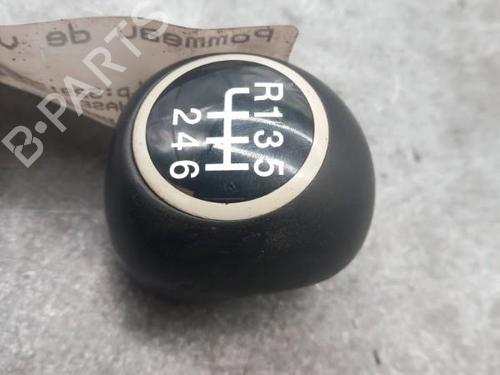 Pommeau de v
B-PARTS
R135
246